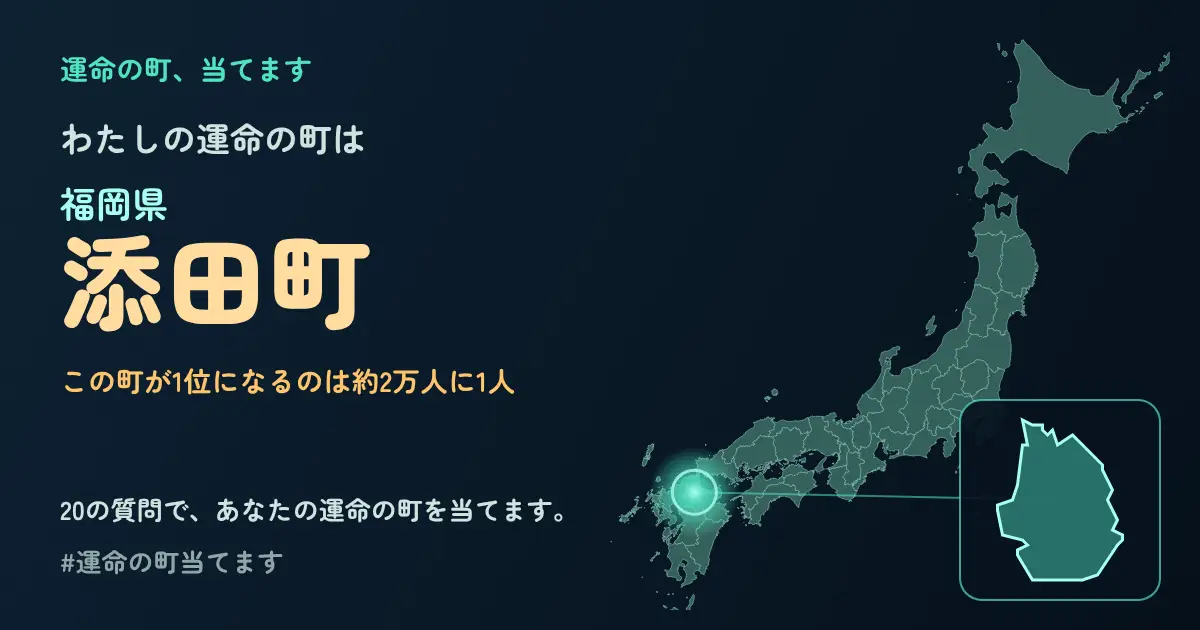 運命の町、当てます
わたしの運命の町は
福岡県
添田町
この町が1位になるのは約2万人に1人
20の質問で、あなたの運命の町を当てます。
#運命の町当てます